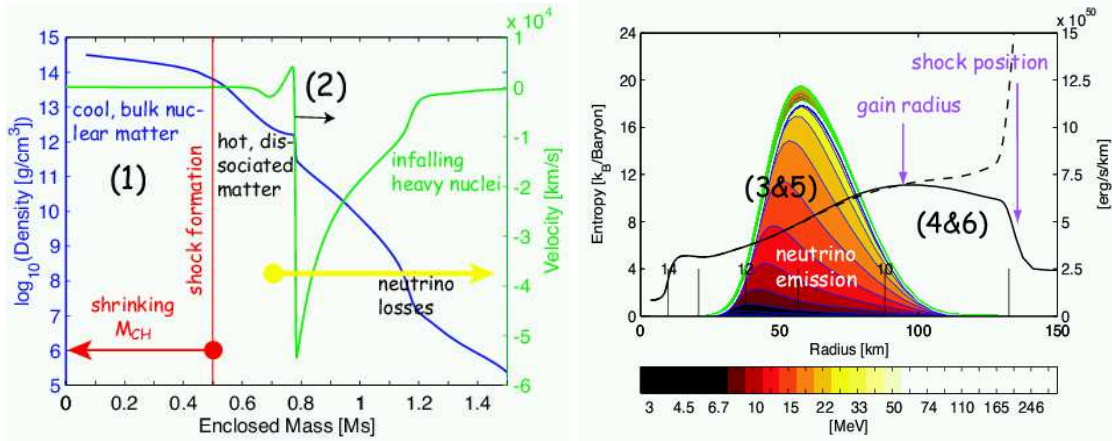 x 10⁴
15
14
13
12
11
10
9
8
7
6
5
log₁₀(Density [g/cm³])
cool, bulk nuc-
lear matter
(1)
shock formation
hot, dis-
sociated
matter
(2)
infalling
heavy nuclei
neutrino
losses
shrinking
M_CH
1
0
-1
-2
-3
-4
-5
-6
Velocity [km/s]
0 0.2 0.4 0.6 0.8 1 1.2 1.4
Enclosed Mass [Ms]
x 10⁵⁰
24
20
16
12
8
4
0
Entropy [k_B/Baryon]
shock position
gain radius
(3&5)
(4&6)
neutrino
emission
14 12 10
15
12.5
10
7.5
5.0
2.5
0
[erg/s/km]
0 50 100 150
Radius [km]
3 4.5 6.7 10 15 22 33 50 74 110 165 246
[MeV]